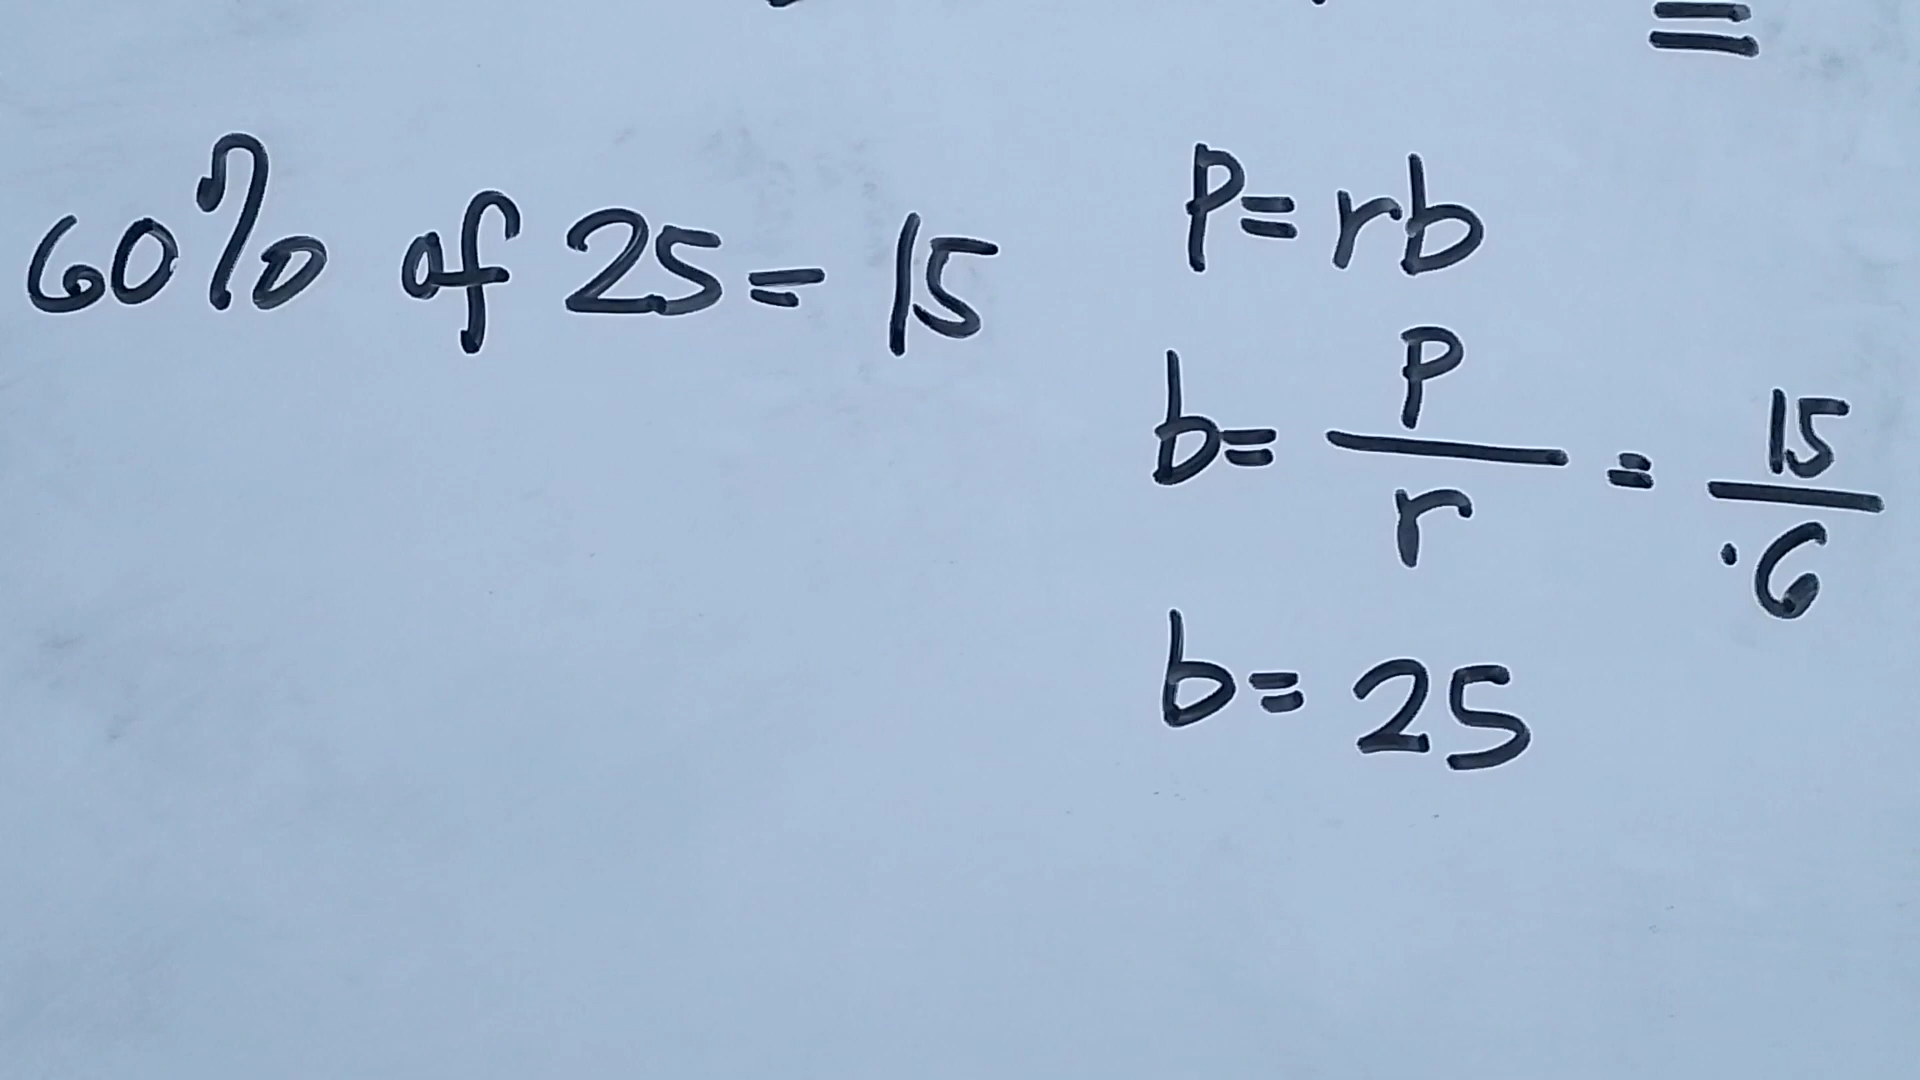 =
60% of 25 = 15
P = rb
b = P/r = 15/.6
b = 25